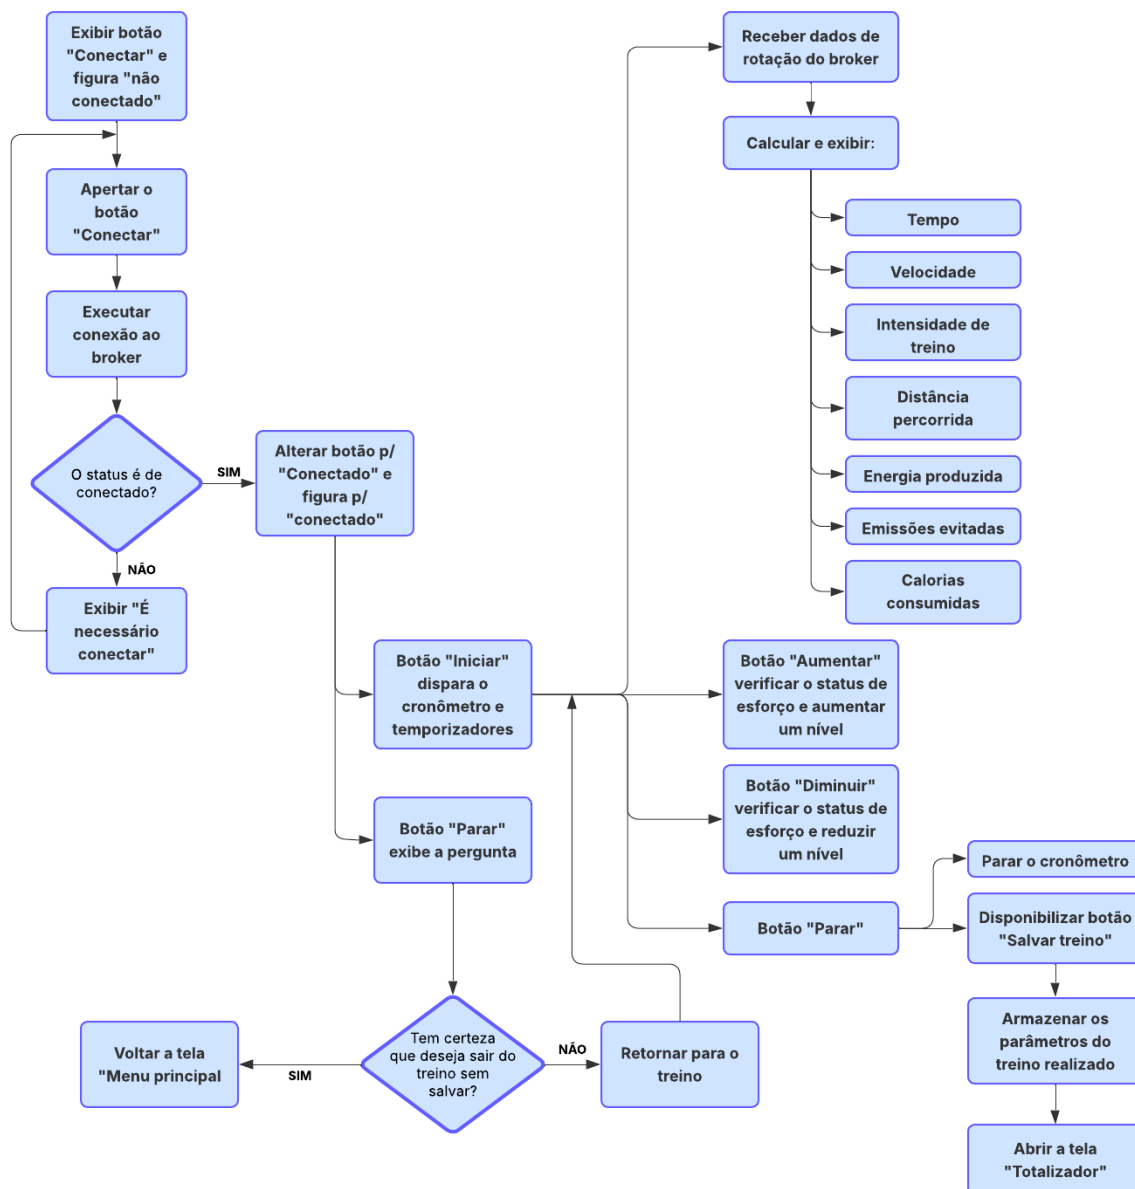 Exibir botão
"Conectar" e
figura "não
conectado"
Apertar o
botão
"Conectar"
Executar
conexão ao
broker
O status é de
conectado?
SIM
NÃO
Exibir "É
necessário
conectar"
Alterar botão p/
"Conectado" e
figura p/
"conectado"
Botão "Iniciar"
dispara o
cronômetro e
temporizadores
Botão "Parar"
exibe a pergunta
Tem certeza
que deseja sair do
treino sem
salvar?
SIM
NÃO
Voltar a tela
"Menu principal
Retornar para o
treino
Receber dados de
rotação do broker
Calcular e exibir:
Tempo
Velocidade
Intensidade de
treino
Distância
percorrida
Energia produzida
Emissões evitadas
Calorias
consumidas
Botão "Aumentar"
verificar o status de
esforço e aumentar
um nível
Botão "Diminuir"
verificar o status de
esforço e reduzir
um nível
Botão "Parar"
Parar o cronômetro
Disponibilizar botão
"Salvar treino"
Armazenar os
parâmetros do
treino realizado
Abrir a tela
"Totalizador"